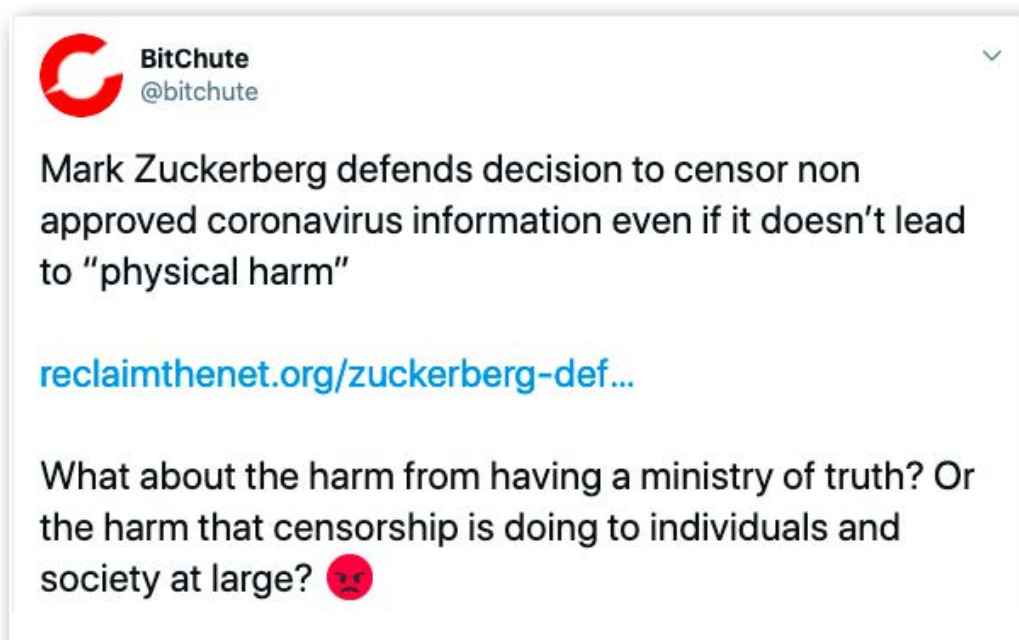 BitChute
@bitchute
Mark Zuckerberg defends decision to censor non
approved coronavirus information even if it doesn’t lead
to “physical harm”
reclaimthenet.org/zuckerberg-def...
What about the harm from having a ministry of truth? Or
the harm that censorship is doing to individuals and
society at large? 😡